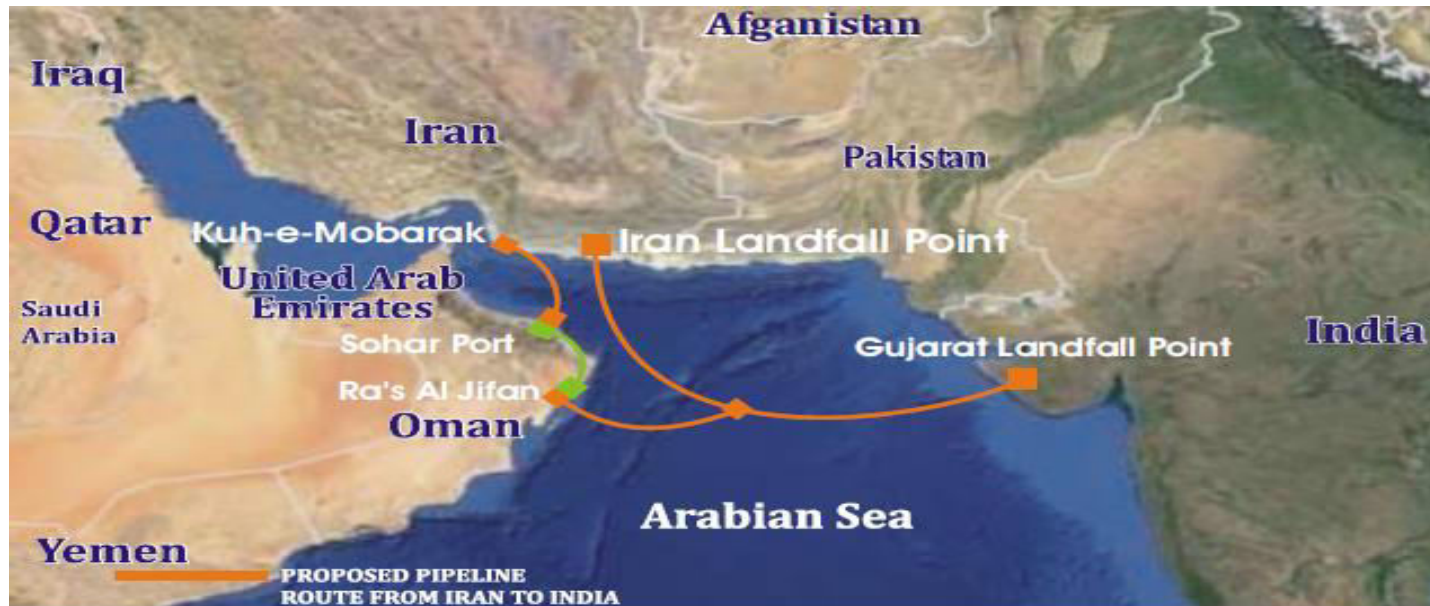 Afganistan
Iraq
Iran
Pakistan
Qatar
Kuh-e-Mobarak
Iran Landfall Point
United Arab
Emirates
Saudi
Arabia
Sohar Port
Gujarat Landfall Point
India
Ra's Al Jifan
Oman
Arabian Sea
Yemen
PROPOSED PIPELINE
ROUTE FROM IRAN TO INDIA